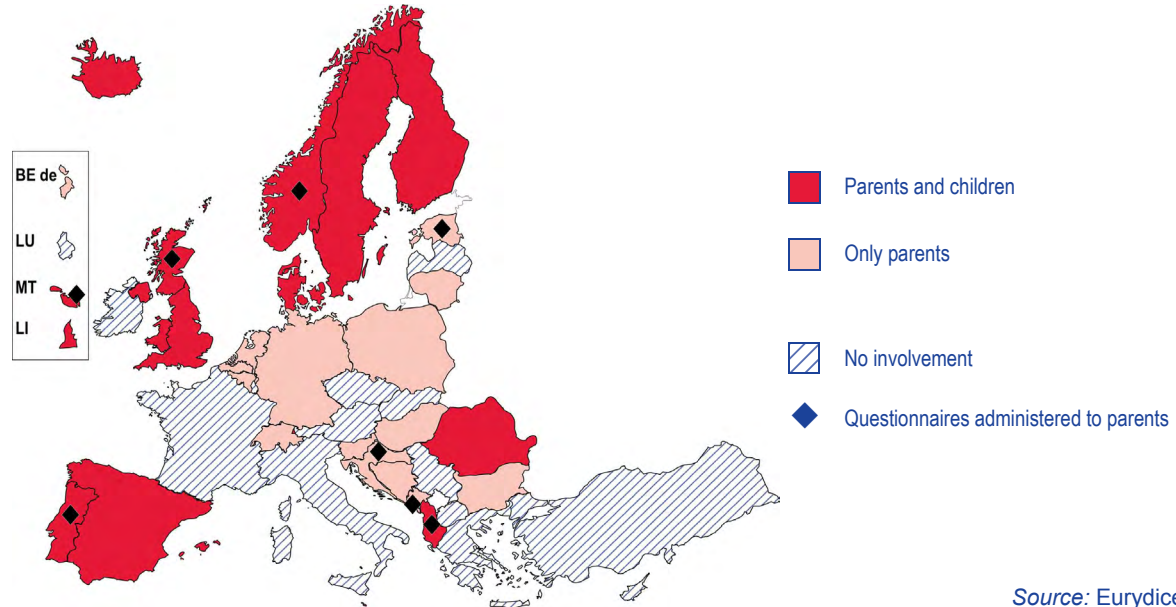 BE de
LU
MT
LI
Parents and children
Only parents
No involvement
Questionnaires administered to parents
Source: Eurydice